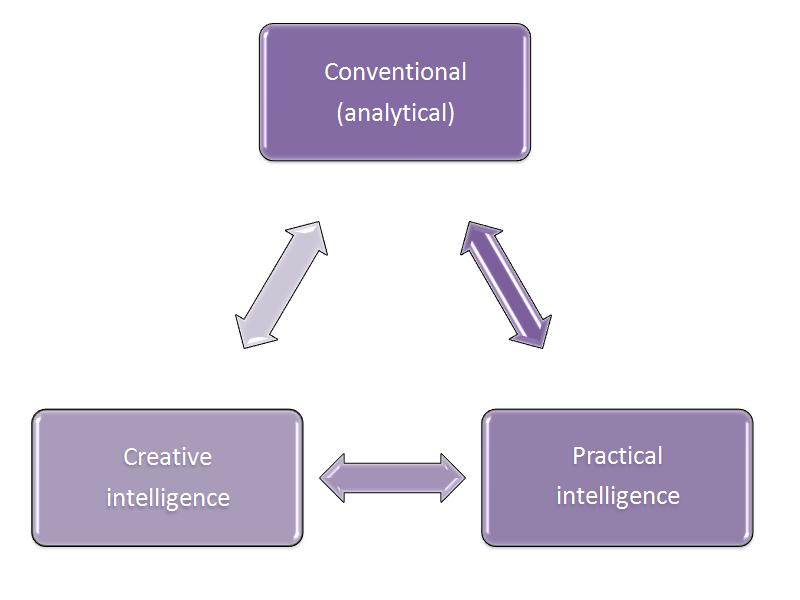 Conventional
(analytical)
Creative
intelligence
Practical
intelligence